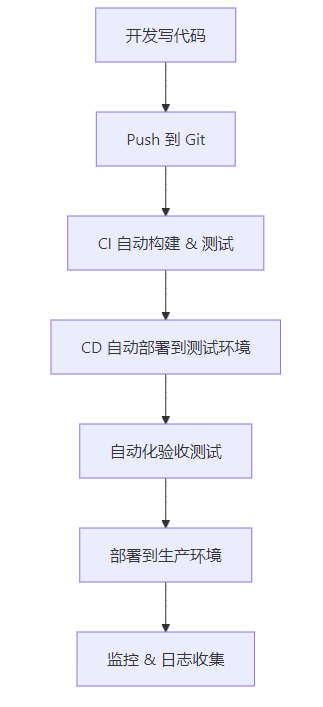 开发写代码
Push 到 Git
CI 自动构建 & 测试
CD 自动部署到测试环境
自动化验收测试
部署到生产环境
监控 & 日志收集